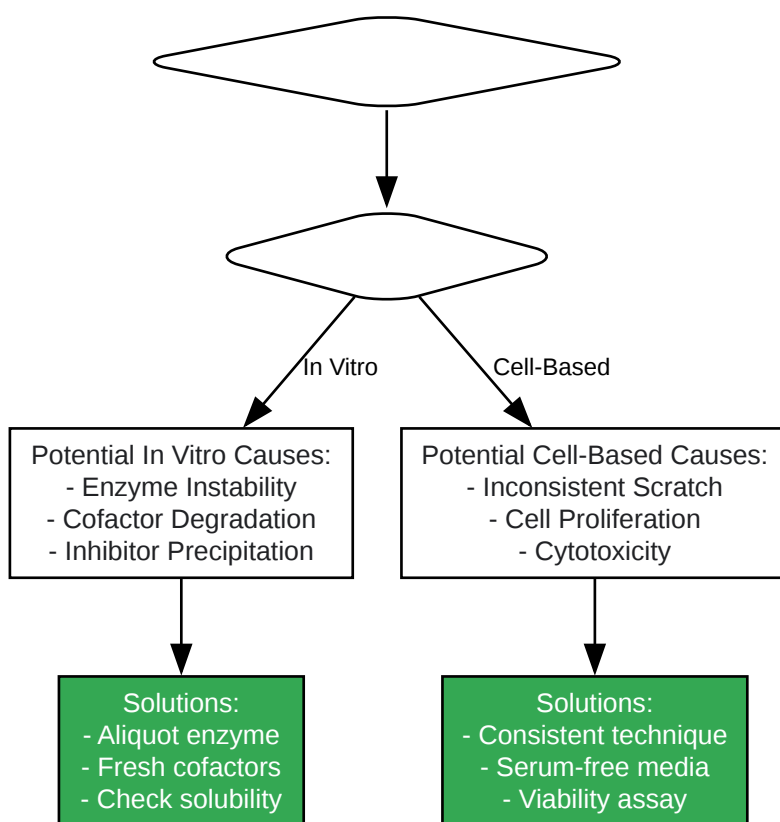 In Vitro
Cell-Based
Potential In Vitro Causes:
- Enzyme Instability
- Cofactor Degradation
- Inhibitor Precipitation
Potential Cell-Based Causes:
- Inconsistent Scratch
- Cell Proliferation
- Cytotoxicity
Solutions:
- Aliquot enzyme
- Fresh cofactors
- Check solubility
Solutions:
- Consistent technique
- Serum-free media
- Viability assay